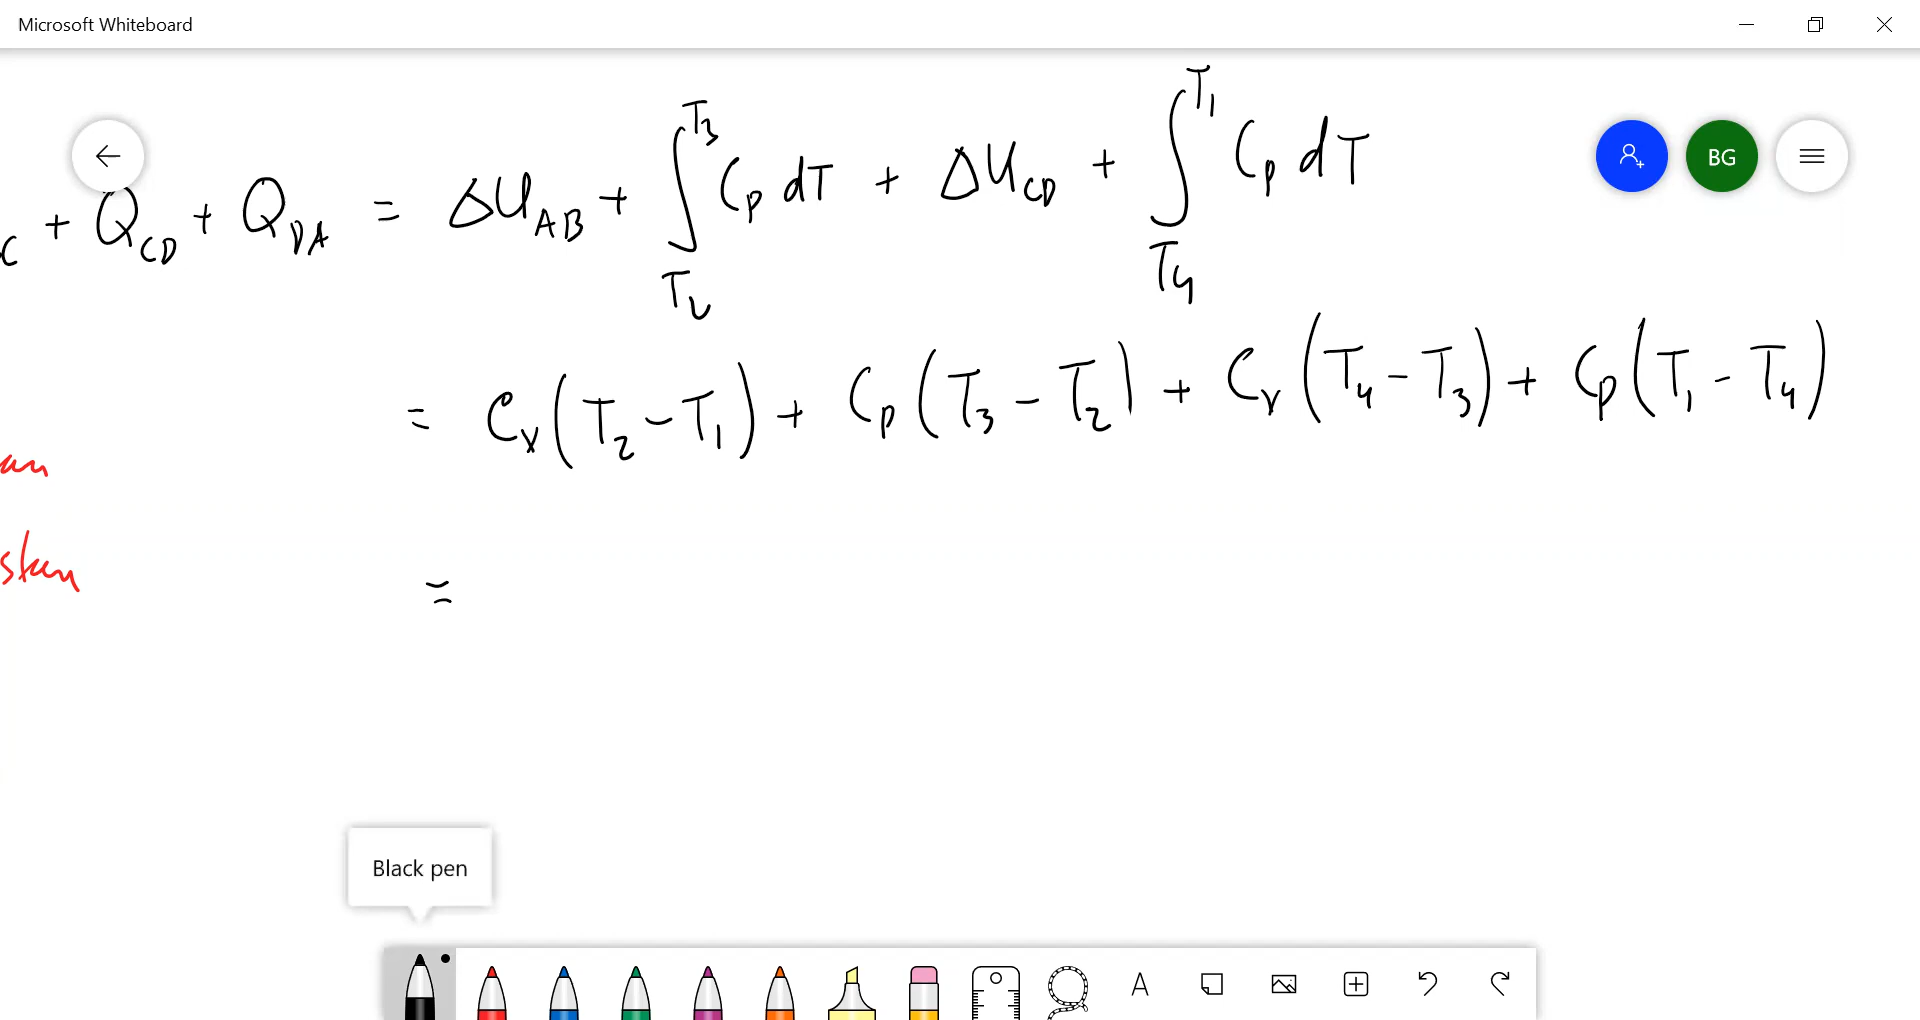 Microsoft Whiteboard
C + Q_CD + Q_DA = ΔU_AB + ∫_{T_2}^{T_3} C_p dT + ΔU_CD + ∫_{T_4}^{T_1} C_p dT
BG
= C_v(T_2 - T_1) + C_p(T_3 - T_2) + C_v(T_4 - T_3) + C_p(T_1 - T_4)
=
Black pen
A